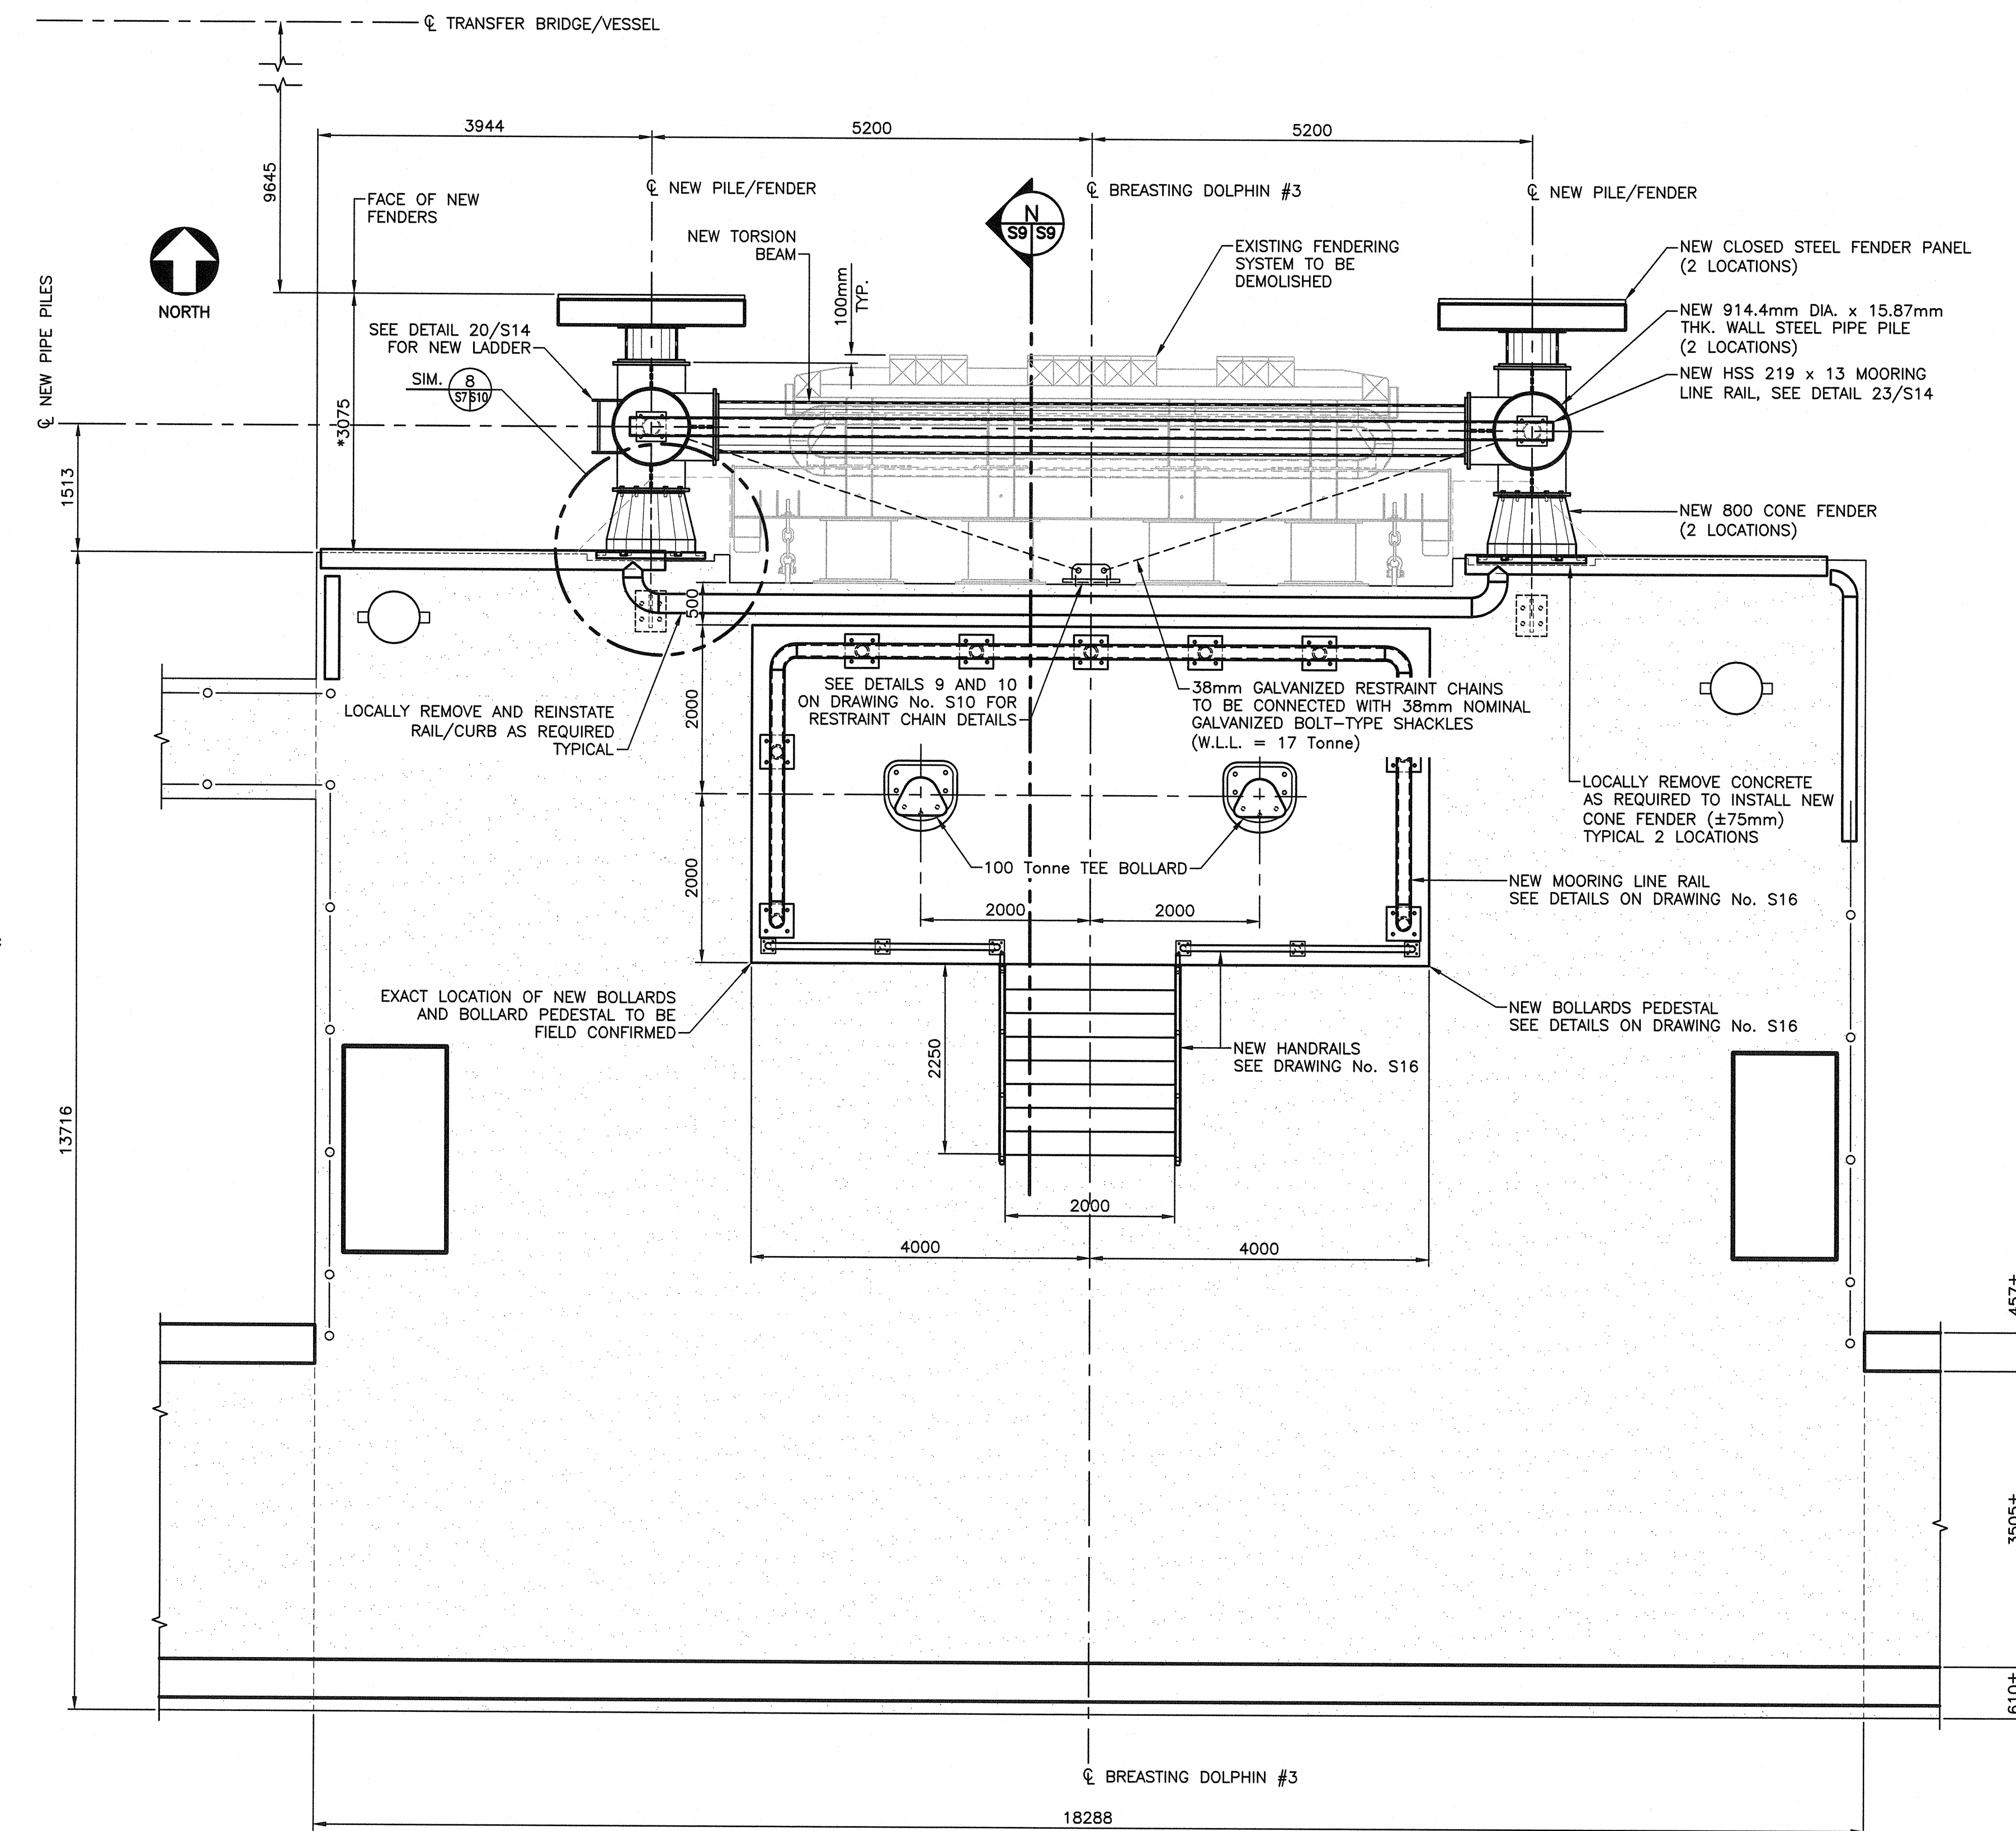 ℄ TRANSFER BRIDGE/VESSEL
3944
5200
5200
9645
℄ NEW PILE/FENDER
℄ BREASTING DOLPHIN #3
℄ NEW PILE/FENDER
FACE OF NEW
FENDERS
N
S9 S9
NEW TORSION
BEAM
EXISTING FENDERING
SYSTEM TO BE
DEMOLISHED
NEW CLOSED STEEL FENDER PANEL
(2 LOCATIONS)
100mm
TYP.
NORTH
℄ NEW PIPE PILES
SEE DETAIL 20/S14
FOR NEW LADDER
NEW 914.4mm DIA. x 15.87mm
THK. WALL STEEL PIPE PILE
(2 LOCATIONS)
SIM.
8
S7 S10
NEW HSS 219 x 13 MOORING
LINE RAIL, SEE DETAIL 23/S14
*3075
1513
NEW 800 CONE FENDER
(2 LOCATIONS)
500
SEE DETAILS 9 AND 10
ON DRAWING No. S10 FOR
RESTRAINT CHAIN DETAILS
38mm GALVANIZED RESTRAINT CHAINS
TO BE CONNECTED WITH 38mm NOMINAL
GALVANIZED BOLT-TYPE SHACKLES
(W.L.L. = 17 Tonne)
LOCALLY REMOVE AND REINSTATE
RAIL/CURB AS REQUIRED
TYPICAL
2000
LOCALLY REMOVE CONCRETE
AS REQUIRED TO INSTALL NEW
CONE FENDER (±75mm)
TYPICAL 2 LOCATIONS
100 Tonne TEE BOLLARD
2000
NEW MOORING LINE RAIL
SEE DETAILS ON DRAWING No. S16
2000
2000
EXACT LOCATION OF NEW BOLLARDS
AND BOLLARD PEDESTAL TO BE
FIELD CONFIRMED
NEW BOLLARDS PEDESTAL
SEE DETAILS ON DRAWING No. S16
2250
NEW HANDRAILS
SEE DRAWING No. S16
13716
2000
4000
4000
457±
3505±
610±
℄ BREASTING DOLPHIN #3
18288